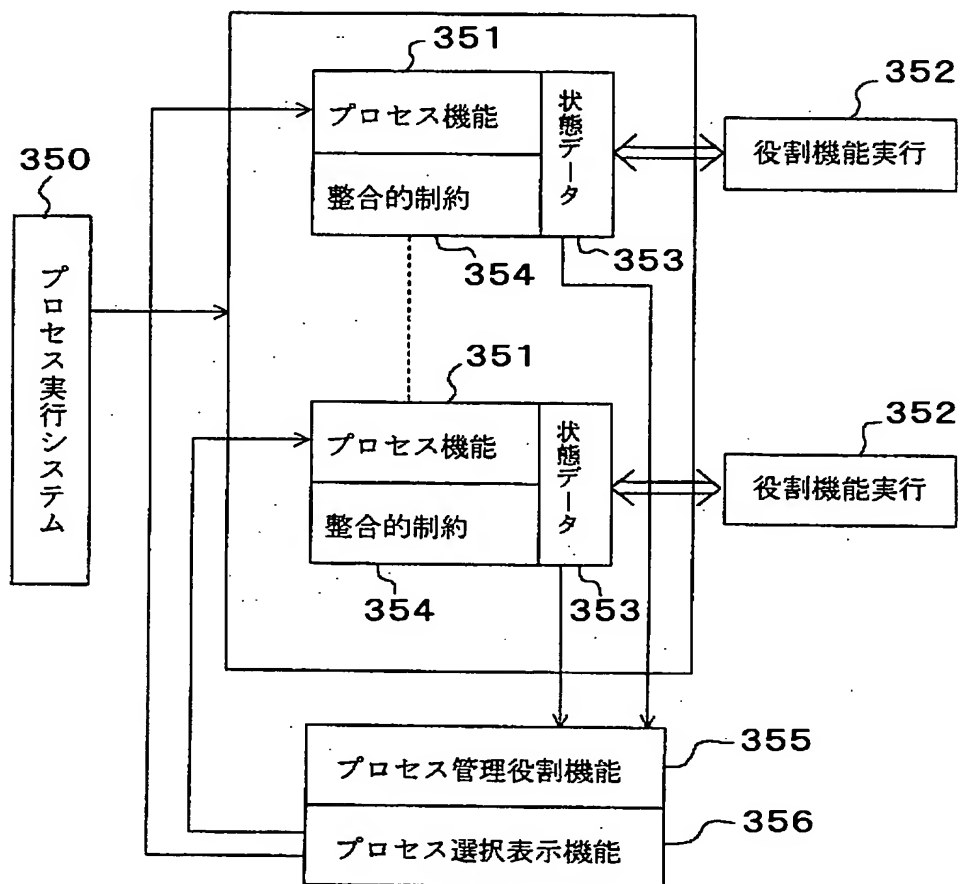 351
プロセス機能
状態データ
整合的制約
354
353
352
役割機能実行
350
プロセス実行システム
351
プロセス機能
状態データ
整合的制約
354
353
352
役割機能実行
プロセス管理役割機能
355
プロセス選択表示機能
356